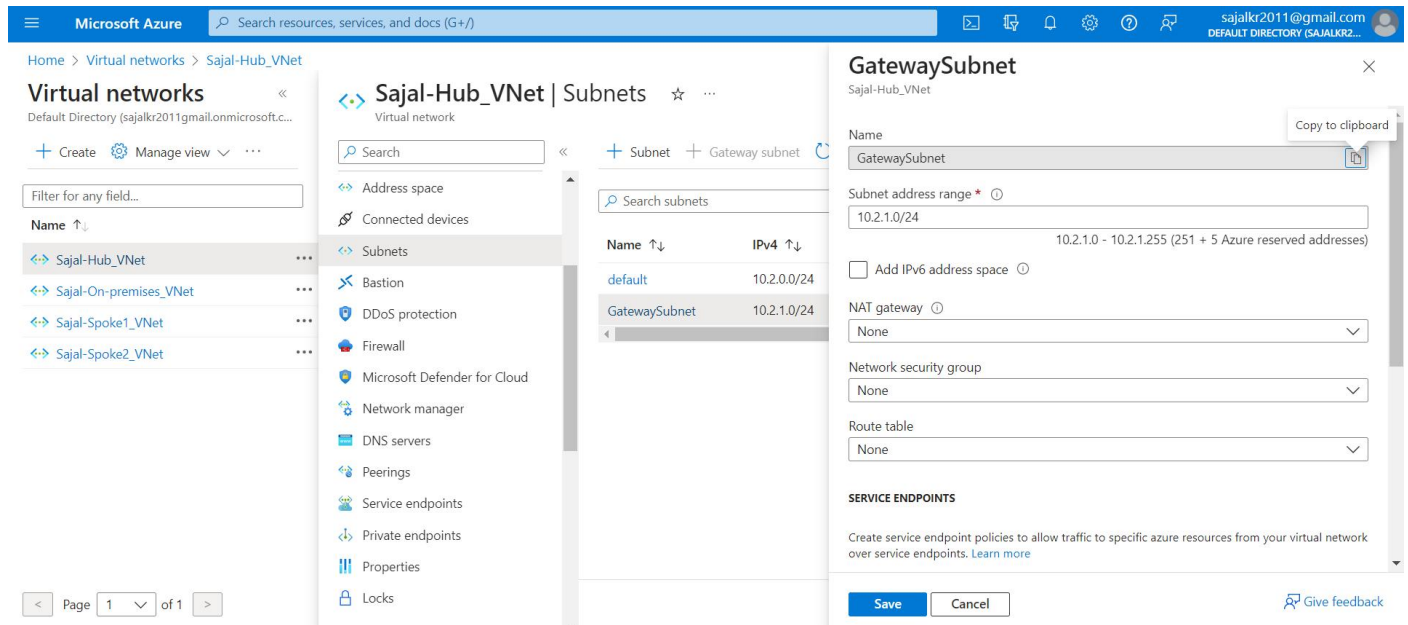 Microsoft Azure
Search resources, services, and docs (G+/)
sajalkr2011@gmail.com
DEFAULT DIRECTORY (SAJALKR2...
Home > Virtual networks > Sajal-Hub_VNet
Virtual networks
Default Directory (sajalkr2011gmail.onmicrosoft.c...
Create Manage view ...
Filter for any field...
Name
Sajal-Hub_VNet ...
Sajal-On-premises_VNet ...
Sajal-Spoke1_VNet ...
Sajal-Spoke2_VNet ...
< Page 1 of 1 >
Sajal-Hub_VNet | Subnets ...
Virtual network
Search
Address space
Connected devices
Subnets
Bastion
DDoS protection
Firewall
Microsoft Defender for Cloud
Network manager
DNS servers
Peerings
Service endpoints
Private endpoints
Properties
Locks
+ Subnet + Gateway subnet
Search subnets
Name IPv4
default 10.2.0.0/24
GatewaySubnet 10.2.1.0/24
GatewaySubnet
Sajal-Hub_VNet
Copy to clipboard
Name
GatewaySubnet
Subnet address range *
10.2.1.0/24
10.2.1.0 - 10.2.1.255 (251 + 5 Azure reserved addresses)
Add IPv6 address space
NAT gateway
None
Network security group
None
Route table
None
SERVICE ENDPOINTS
Create service endpoint policies to allow traffic to specific azure resources from your virtual network
over service endpoints. Learn more
Save Cancel
Give feedback